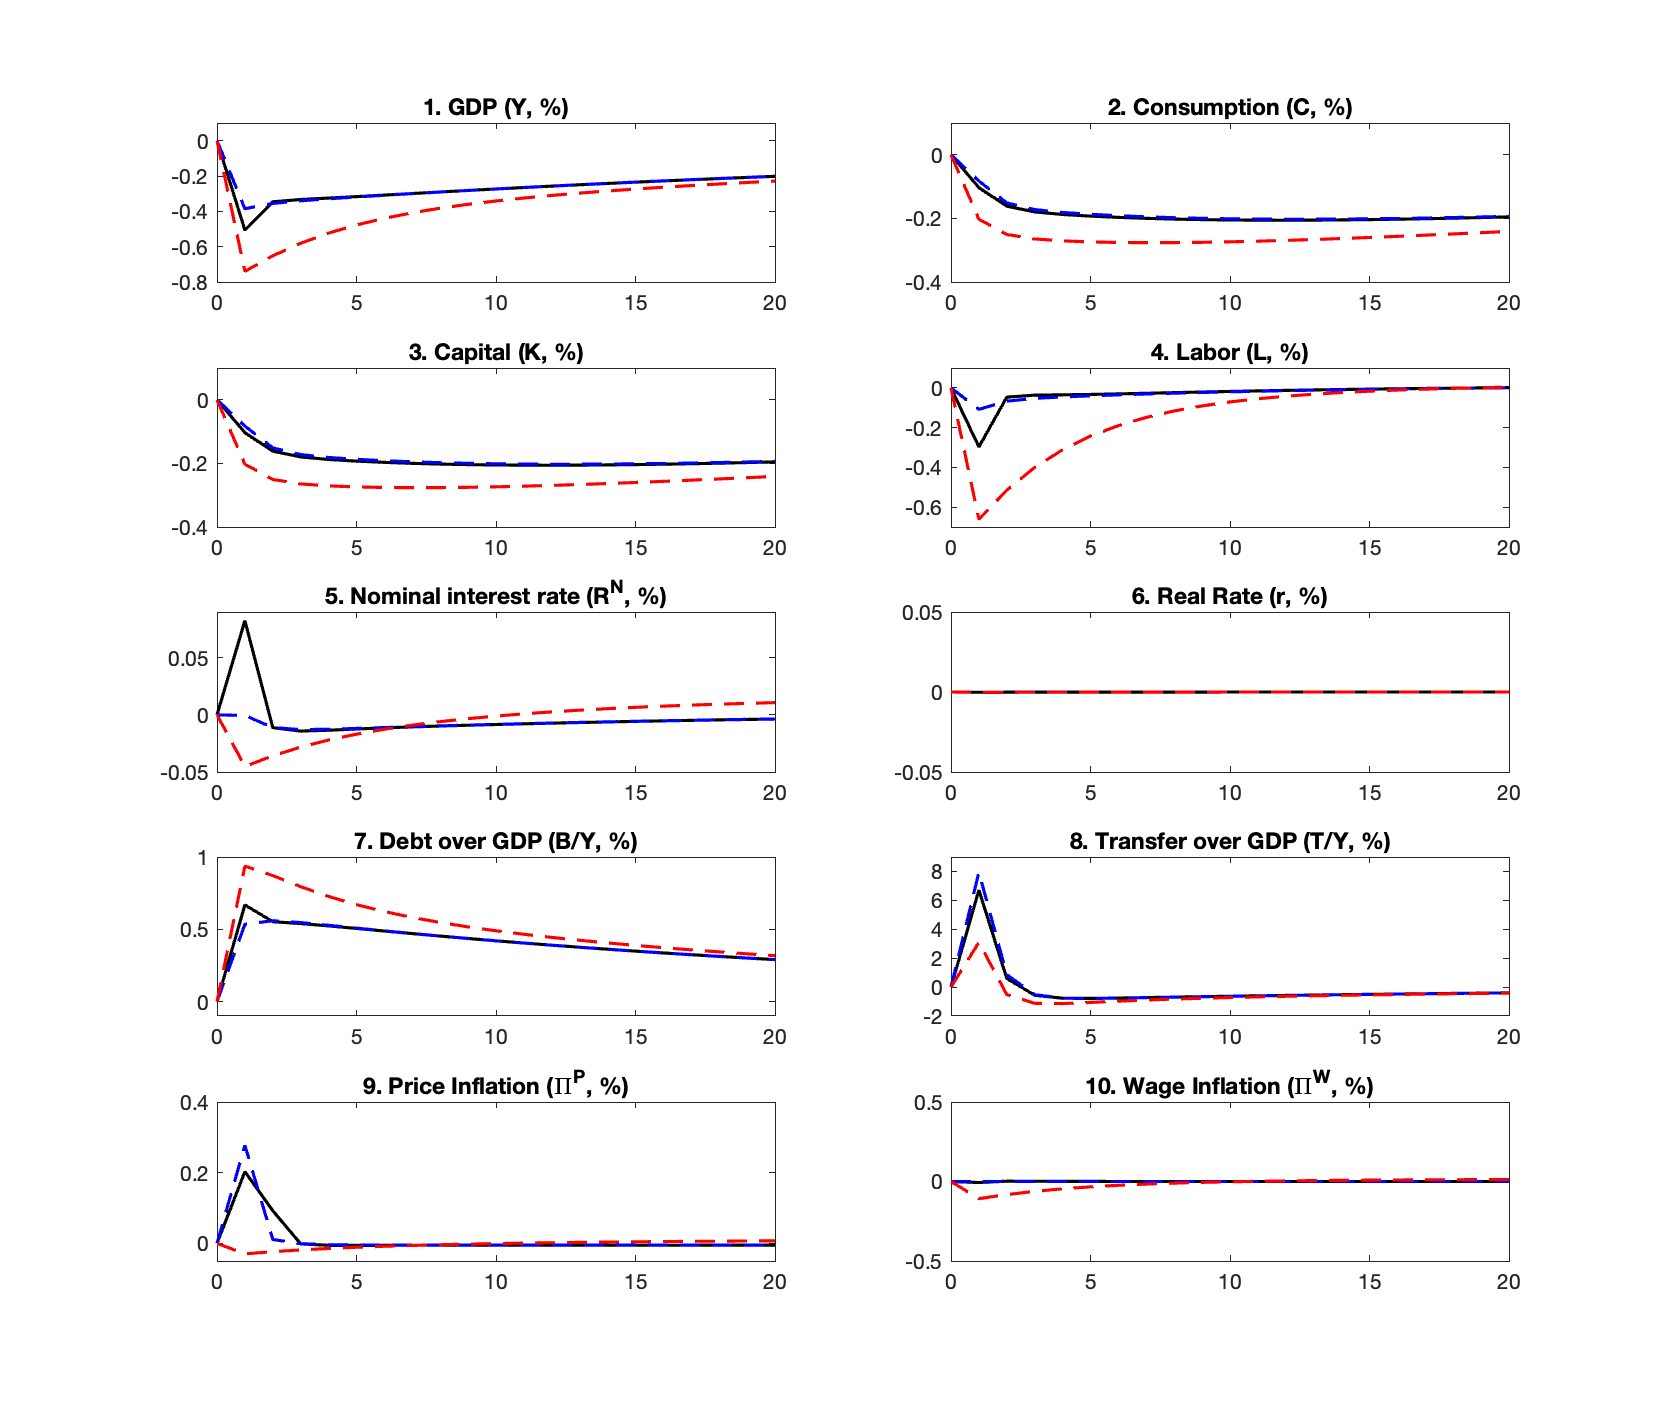 1. GDP (Y, %)
0
-0.2
-0.4
-0.6
-0.8
0 5 10 15 20
2. Consumption (C, %)
0
-0.2
-0.4
0 5 10 15 20
3. Capital (K, %)
0
-0.2
-0.4
0 5 10 15 20
4. Labor (L, %)
0
-0.2
-0.4
-0.6
0 5 10 15 20
5. Nominal interest rate (R^N, %)
0.05
0
-0.05
0 5 10 15 20
6. Real Rate (r, %)
0.05
0
-0.05
0 5 10 15 20
7. Debt over GDP (B/Y, %)
1
0.5
0
0 5 10 15 20
8. Transfer over GDP (T/Y, %)
8
6
4
2
0
-2
0 5 10 15 20
9. Price Inflation (Π^P, %)
0.4
0.2
0
0 5 10 15 20
10. Wage Inflation (Π^W, %)
0.5
0
-0.5
0 5 10 15 20